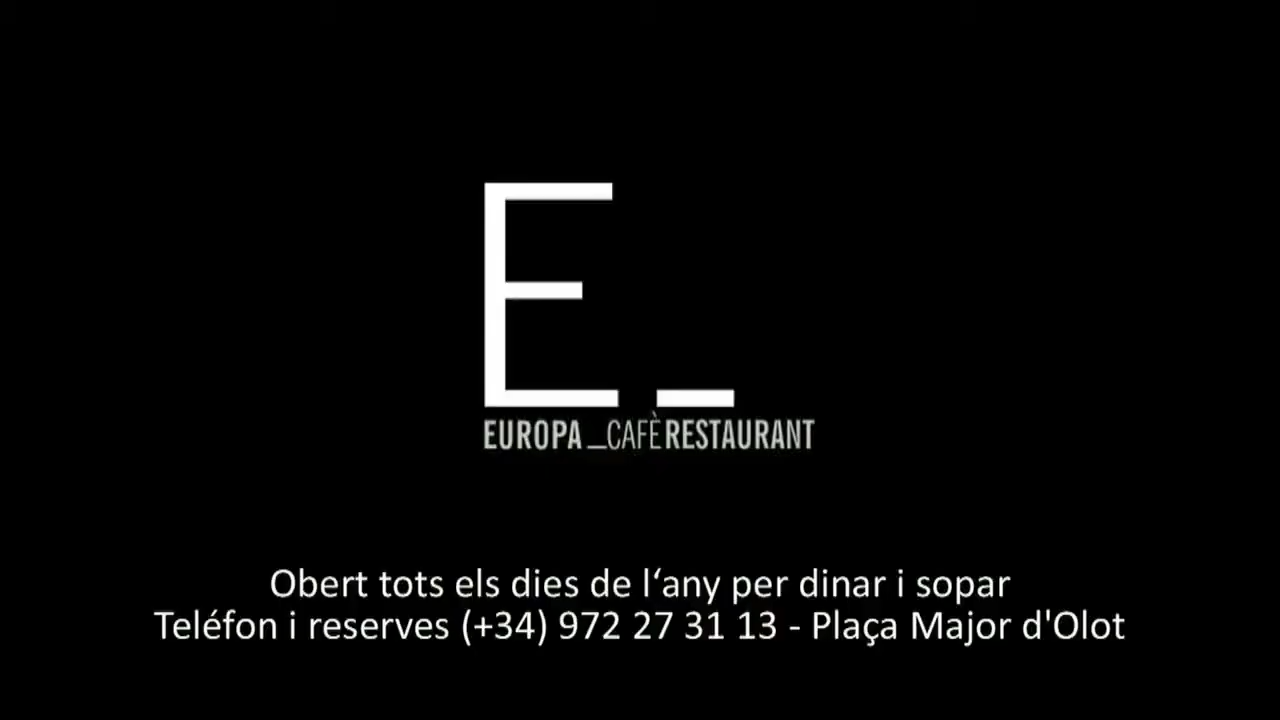 E_
EUROPA _CAFÈ RESTAURANT
Obert tots els dies de l‘any per dinar i sopar
Teléfon i reserves (+34) 972 27 31 13 - Plaça Major d'Olot